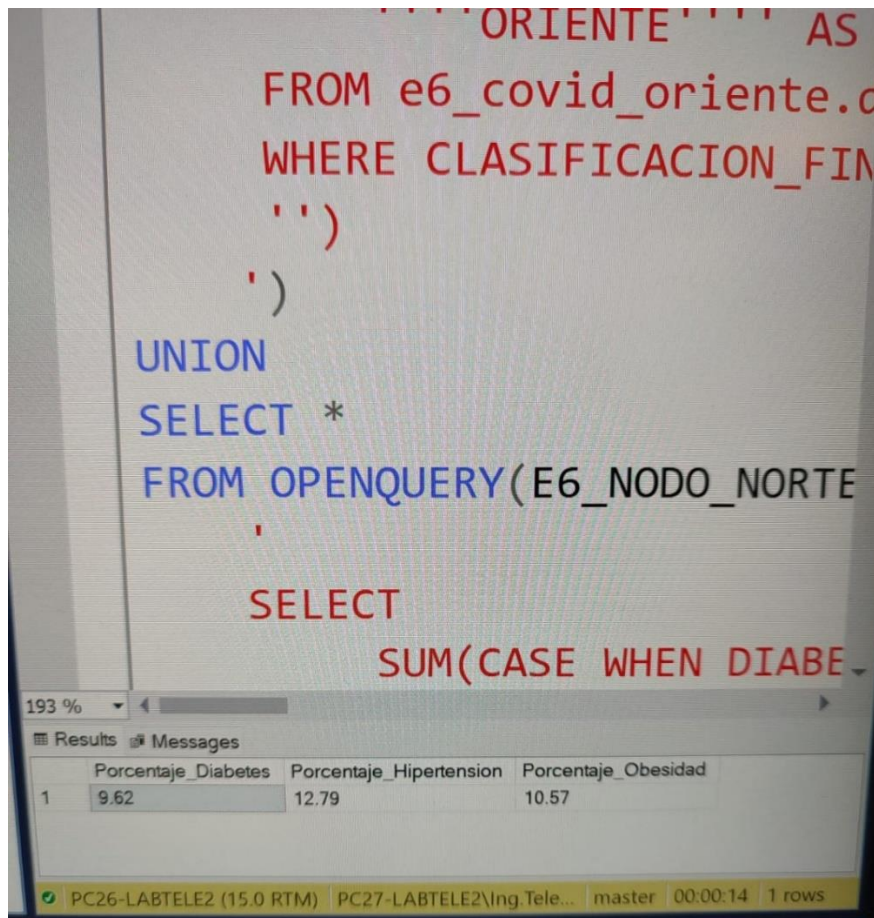 ''''ORIENTE'''' AS
FROM e6_covid_oriente.d
WHERE CLASIFICACION_FIN
'')
')
UNION
SELECT *
FROM OPENQUERY(E6_NODO_NORTE
'
SELECT
SUM(CASE WHEN DIABE
193 %
Results Messages
Porcentaje_Diabetes Porcentaje_Hipertension Porcentaje_Obesidad
1 9.62 12.79 10.57
PC26-LABTELE2 (15.0 RTM) PC27-LABTELE2\Ing.Tele... master 00:00:14 1 rows